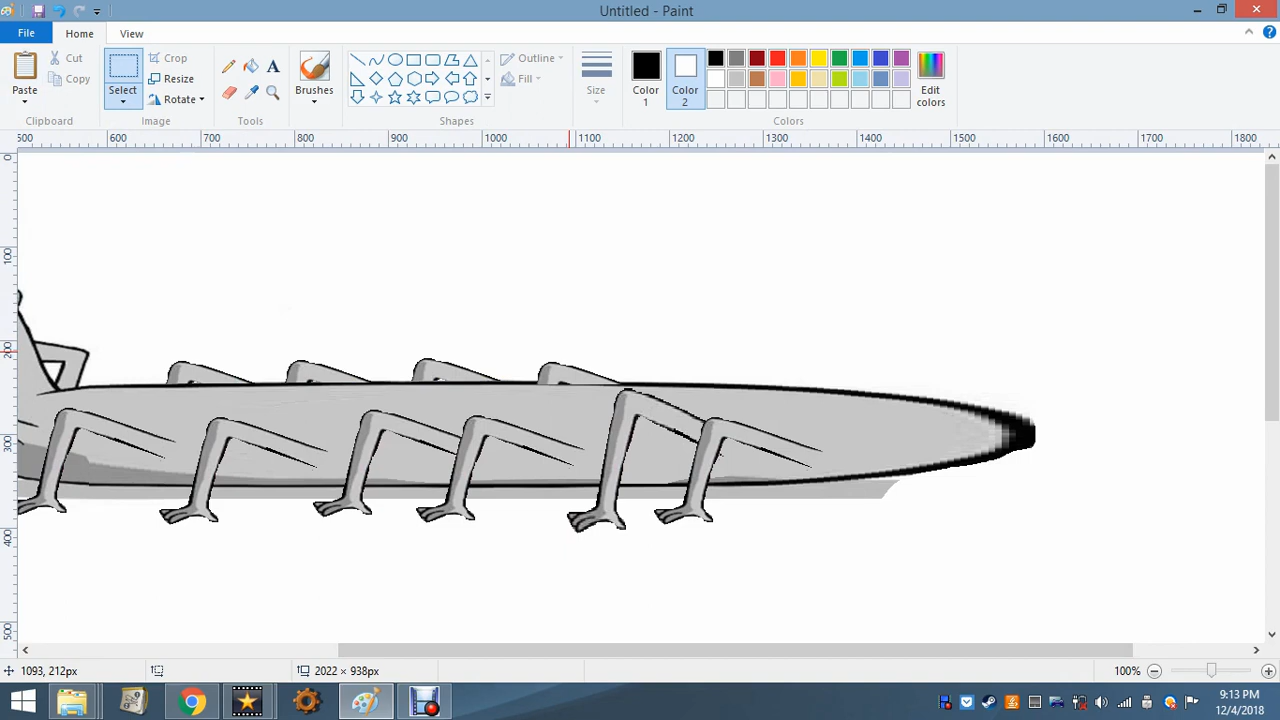 Untitled - Paint
File
Home
View
Paste
Cut
Copy
Clipboard
Select
Crop
Resize
Rotate
Image
A
Tools
Brushes
Outline
Fill
Shapes
Size
Color 1
Color 2
Edit colors
Colors
500 600 700 800 900 1000 1100 1200 1300 1400 1500 1600 1700 1800
0
100
200
300
400
500
1093, 212px
2022 × 938px
100%
9:13 PM
12/4/2018